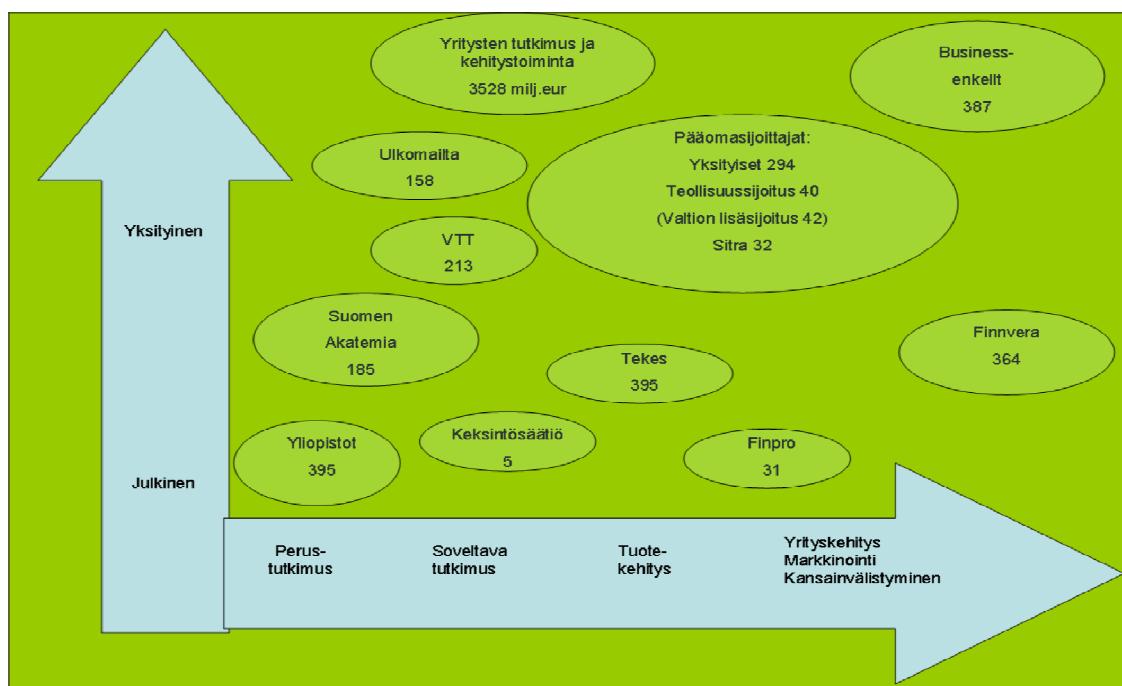 Yritysten tutkimus ja
kehitystoiminta
3528 milj.eur
Business-
enkelit
387
Pääomasijoittajat:
Yksityiset 294
Teollisuussijoitus 40
(Valtion lisäsijoitus 42)
Sitra 32
Ulkomailta
158
Yksityinen
VTT
213
Suomen
Akatemia
185
Finnvera
364
Tekes
395
Yliopistot
395
Keksintösäätiö
5
Finpro
31
Julkinen
Perus-
tutkimus
Soveltava
tutkimus
Tuote-
kehitys
Yrityskehitys
Markkinointi
Kansainvälistyminen